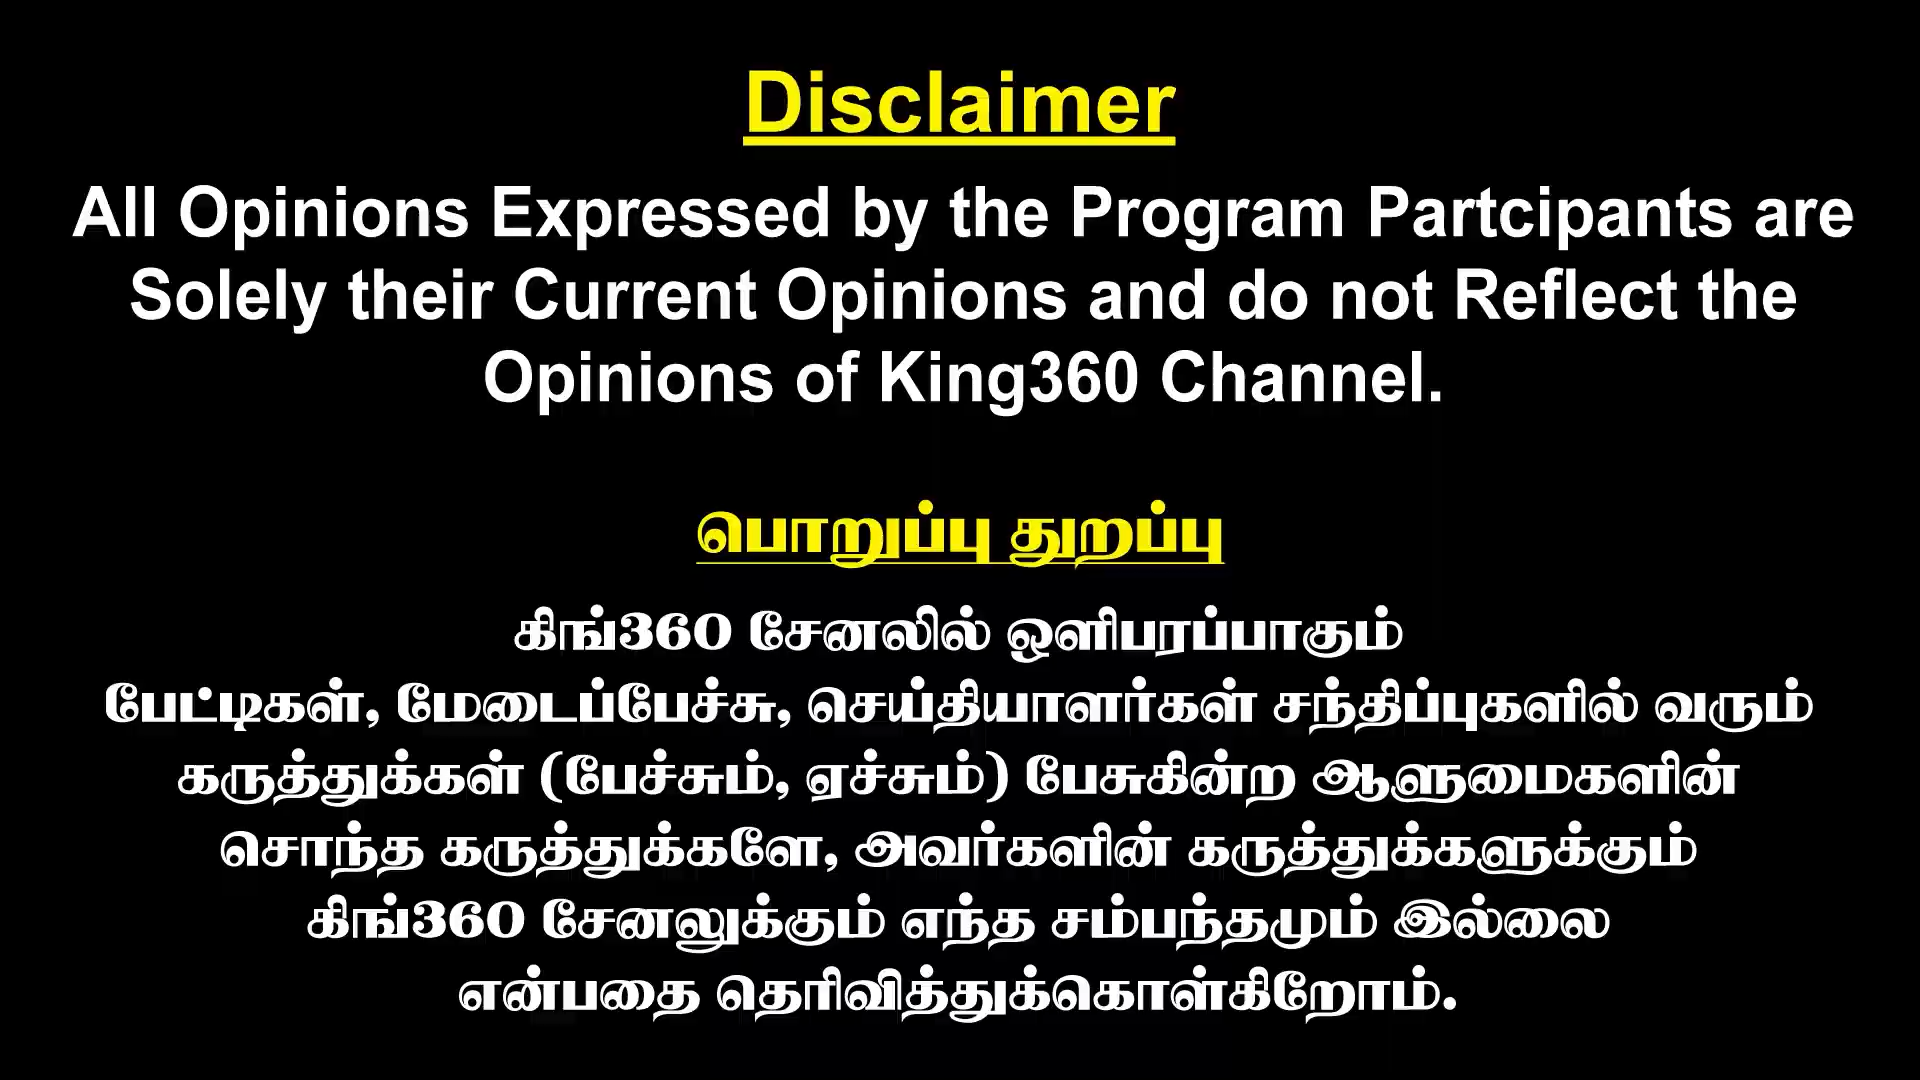 Disclaimer
All Opinions Expressed by the Program Partcipants are
Solely their Current Opinions and do not Reflect the
Opinions of King360 Channel.
பொறுப்பு துறப்பு
கிங்360 சேனலில் ஒளிபரப்பாகும்
பேட்டிகள், மேடைப்பேச்சு, செய்தியாளர்கள் சந்திப்புகளில் வரும்
கருத்துக்கள் (பேச்சும், ஏச்சும்) பேசுகின்ற ஆளுமைகளின்
சொந்த கருத்துக்களே, அவர்களின் கருத்துக்களுக்கும்
கிங்360 சேனலுக்கும் எந்த சம்பந்தமும் இல்லை
என்பதை தெரிவித்துக்கொள்கிறோம்.